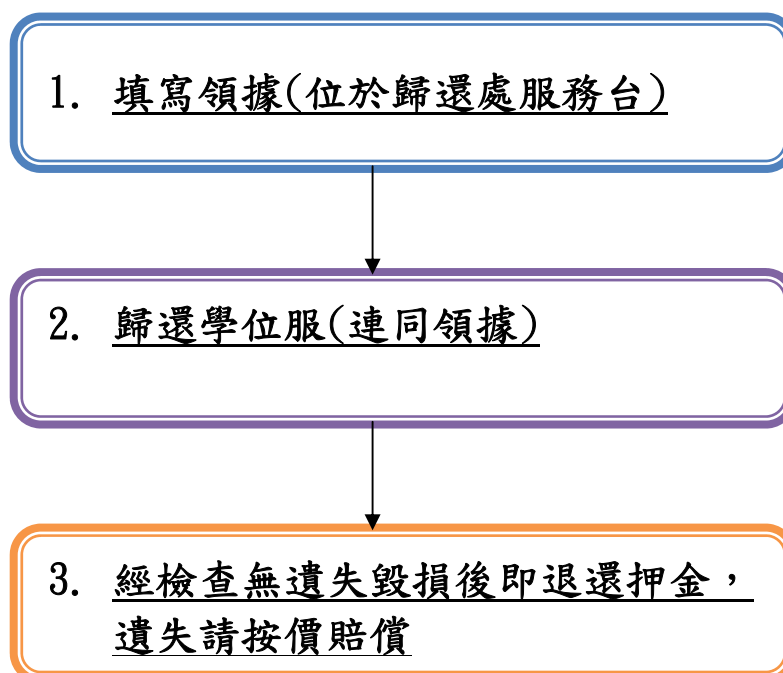 1. 填寫領據(位於歸還處服務台)
2. 歸還學位服(連同領據)
3. 經檢查無遺失毀損後即退還押金，
遺失請按價賠償